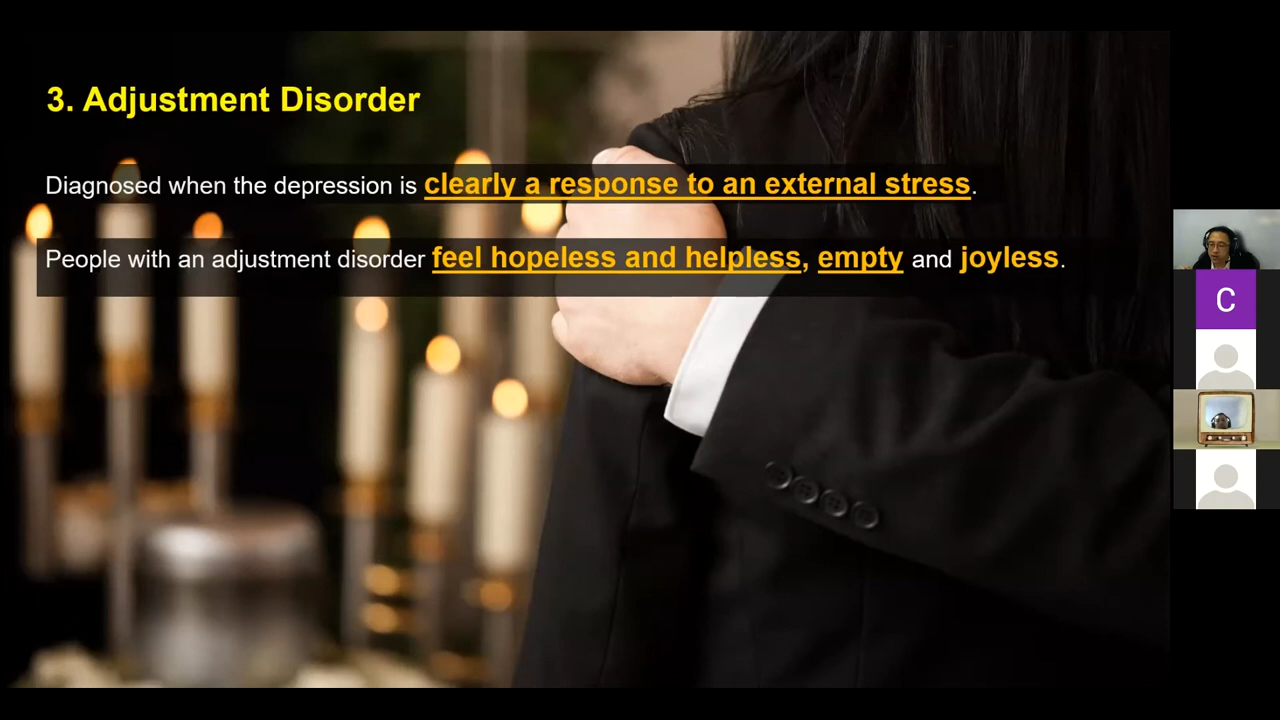 3. Adjustment Disorder
Diagnosed when the depression is clearly a response to an external stress.
People with an adjustment disorder feel hopeless and helpless, empty and joyless.
C